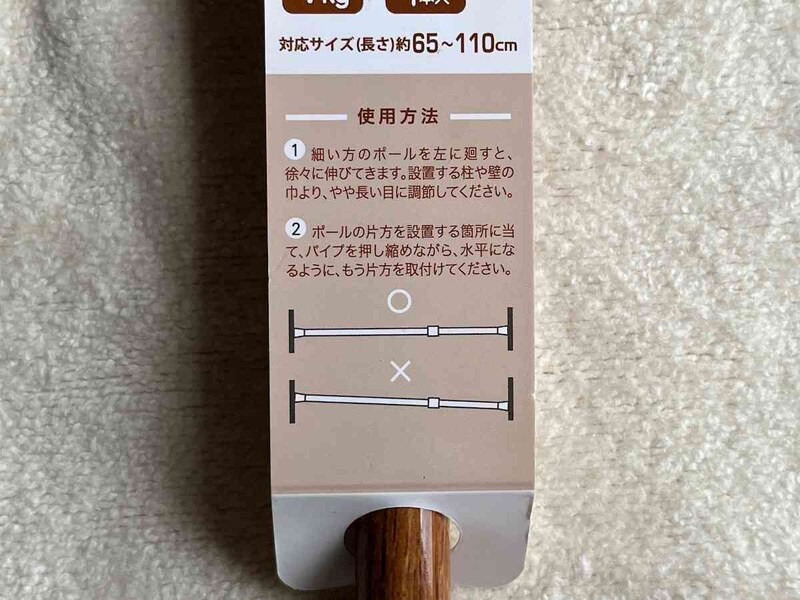 kg
対応サイズ(長さ)約65～110cm
使用方法
1 細い方のポールを左に廻すと、
徐々に伸びてきます。設置する柱や壁の
巾より、やや長い目に調節してください。
2 ポールの片方を設置する箇所に当
て、パイプを押し縮めながら、水平にな
るように、もう片方を取付けてください。
○
×